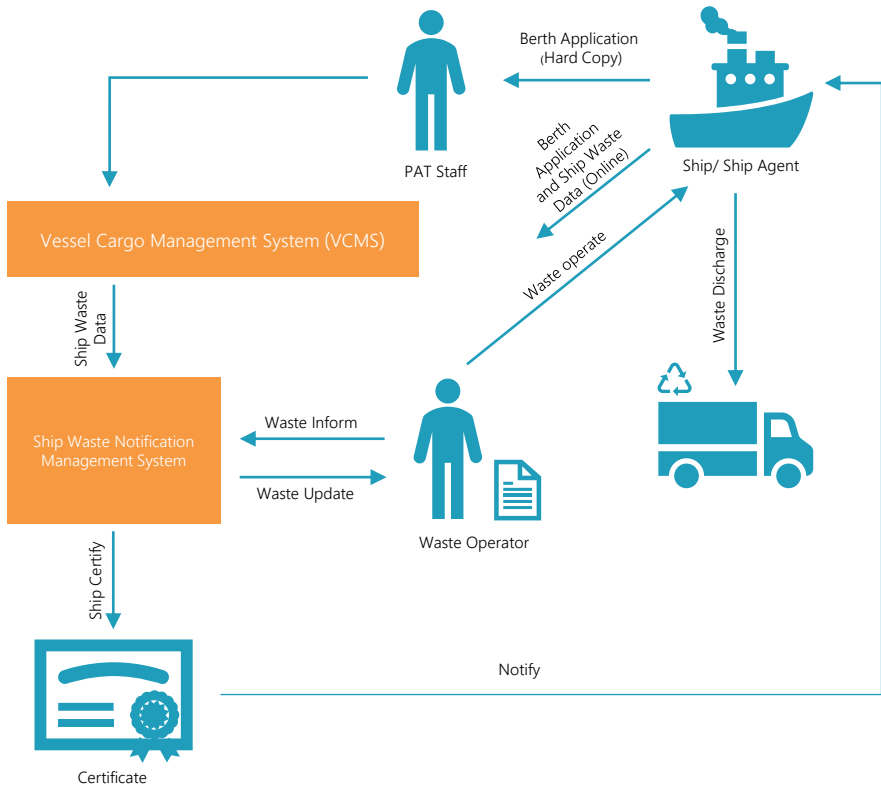 Berth Application
(Hard Copy)
PAT Staff
Ship/ Ship Agent
Berth
Application
and Ship Waste
Data (Online)
Vessel Cargo Management System (VCMS)
Waste operate
Waste Discharge
Ship Waste
Data
Ship Waste Notification
Management System
Waste Inform
Waste Update
Waste Operator
Ship Certify
Notify
Certificate